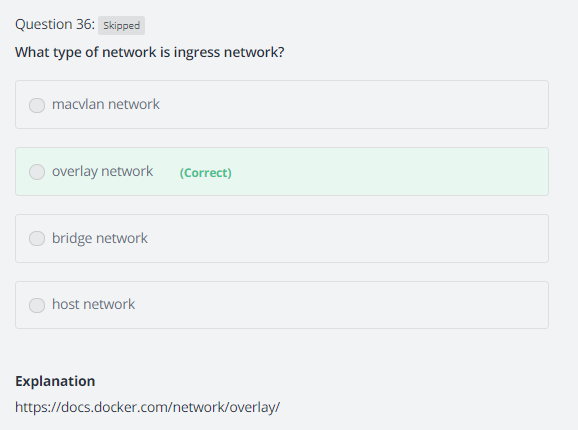 Question 36: Skipped
What type of network is ingress network?
macvlan network
overlay network (Correct)
bridge network
host network
Explanation
https://docs.docker.com/network/overlay/